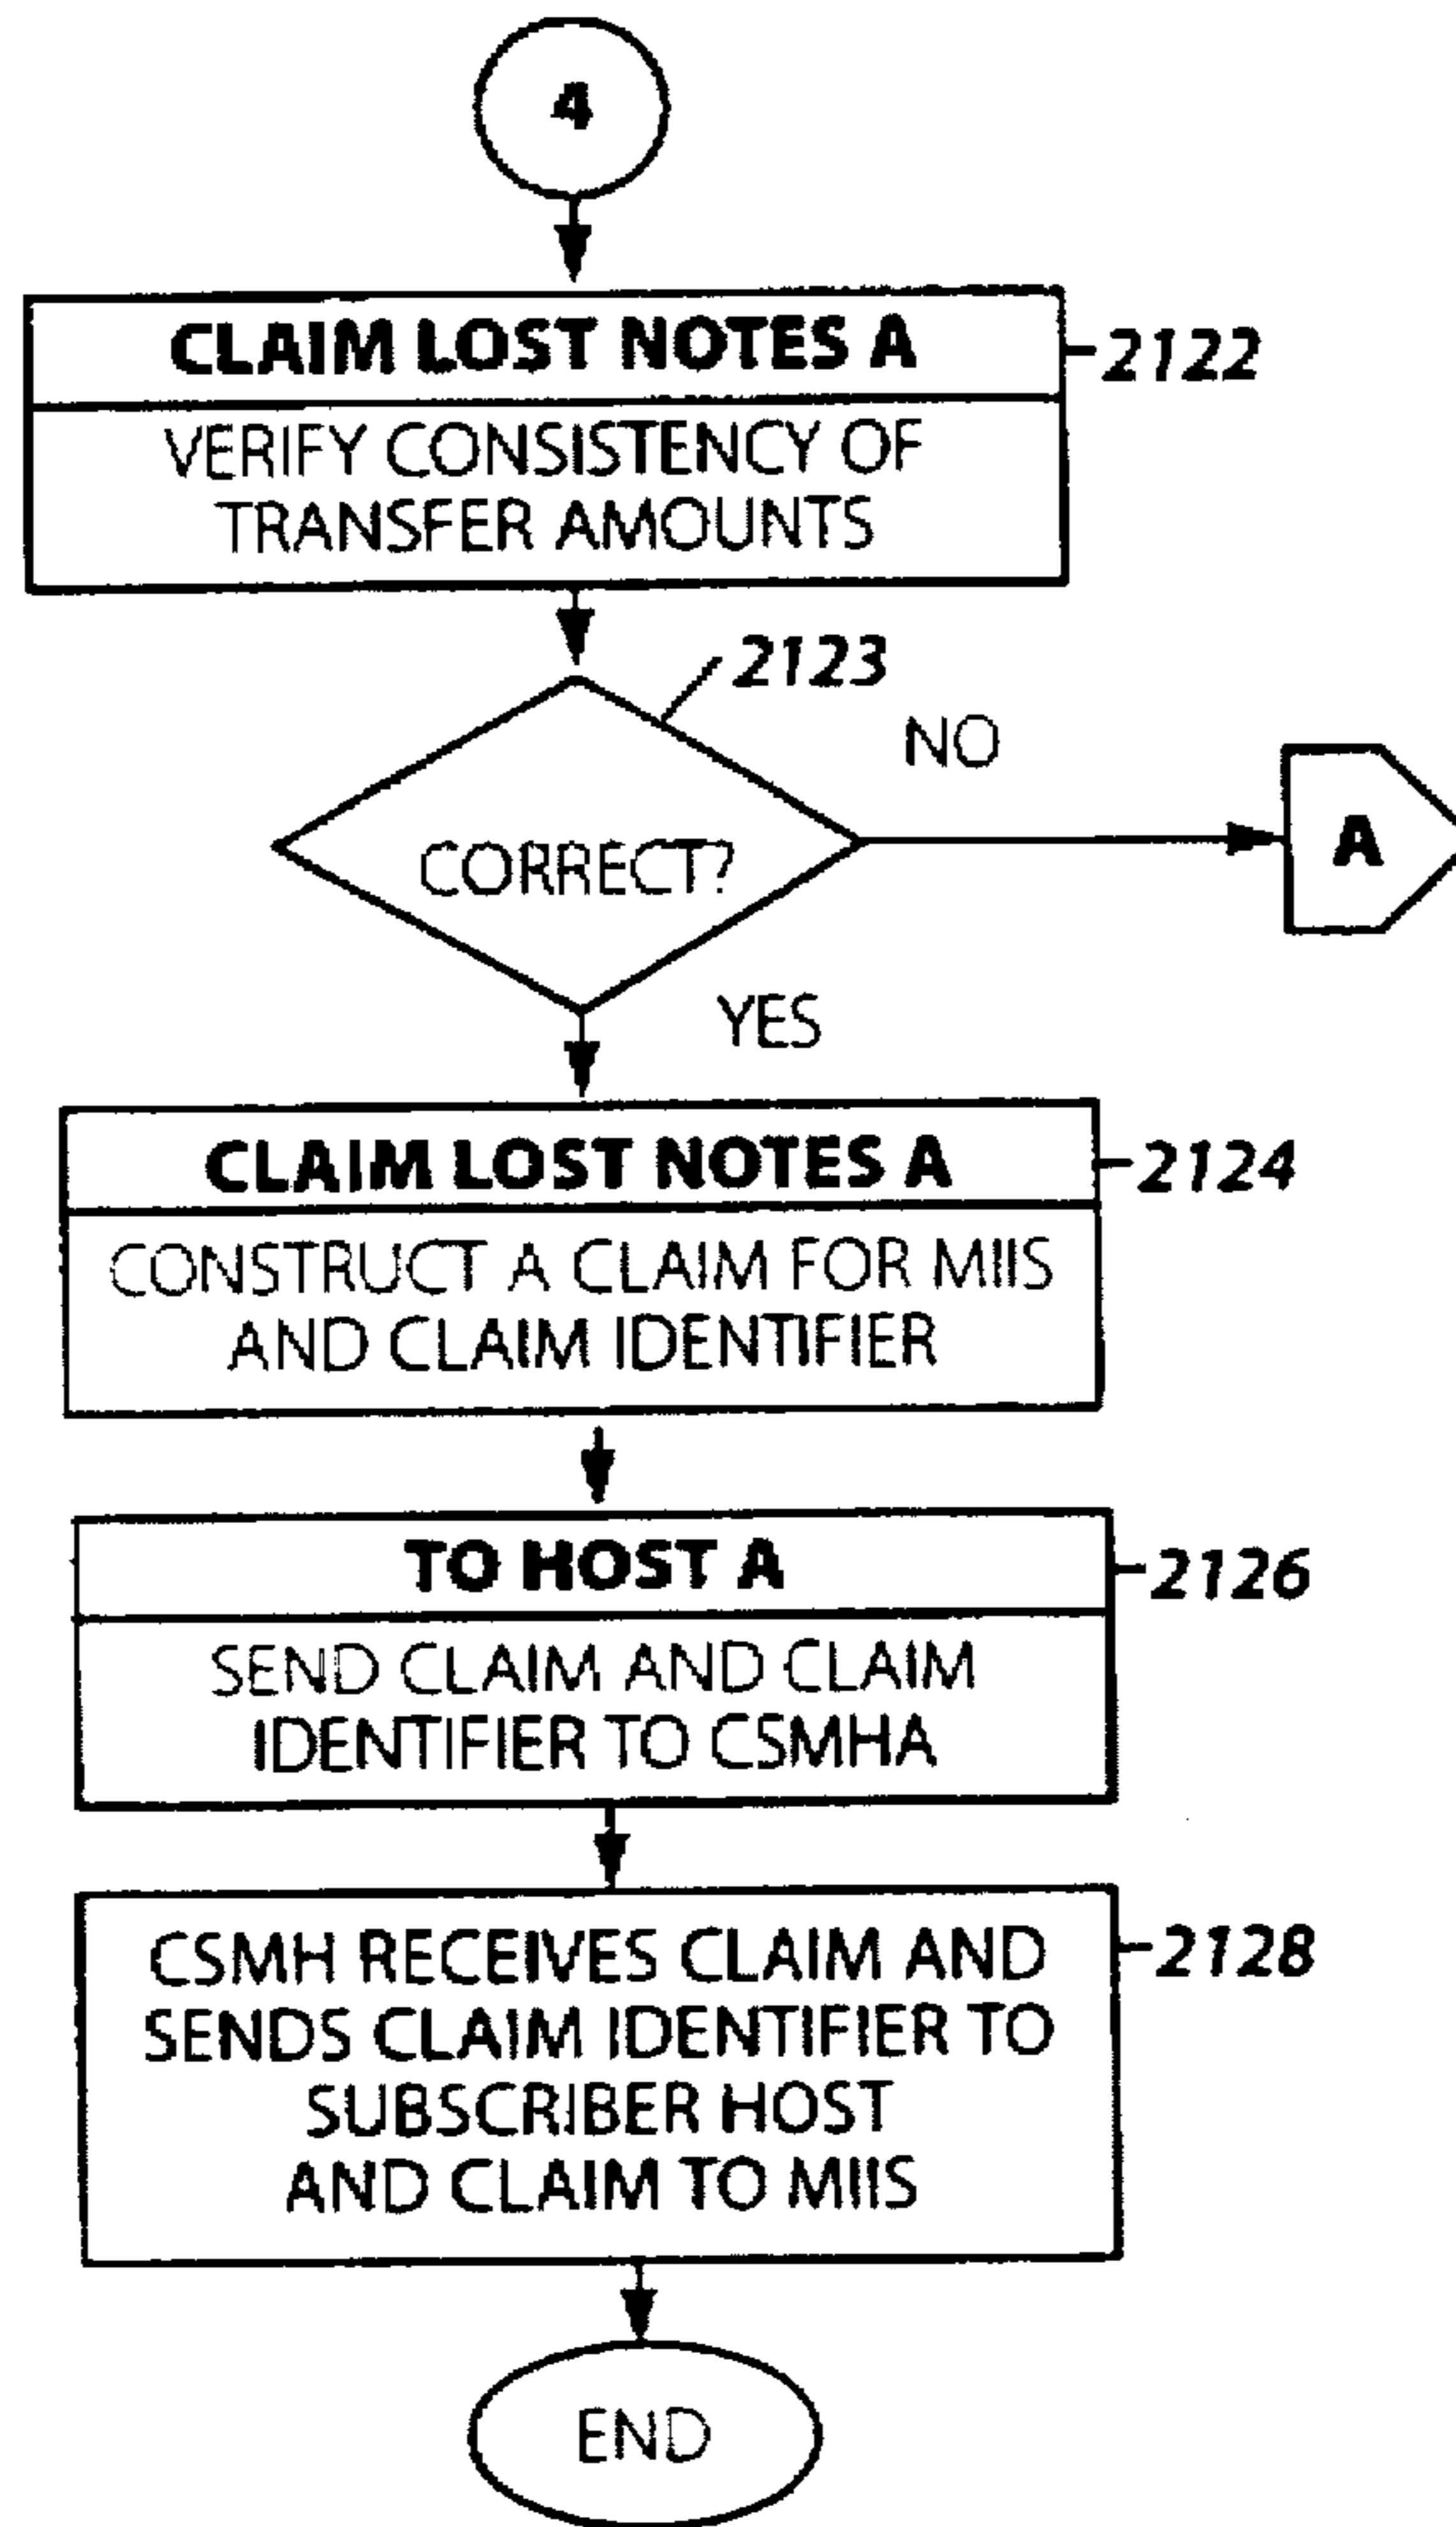 4
CLAIM LOST NOTES A
2122
VERIFY CONSISTENCY OF
TRANSFER AMOUNTS
2123
NO
CORRECT?
A
YES
CLAIM LOST NOTES A
2124
CONSTRUCT A CLAIM FOR MIIS
AND CLAIM IDENTIFIER
TO HOST A
2126
SEND CLAIM AND CLAIM
IDENTIFIER TO CSMHA
CSMH RECEIVES CLAIM AND
2128
SENDS CLAIM IDENTIFIER TO
SUBSCRIBER HOST
AND CLAIM TO MIIS
END